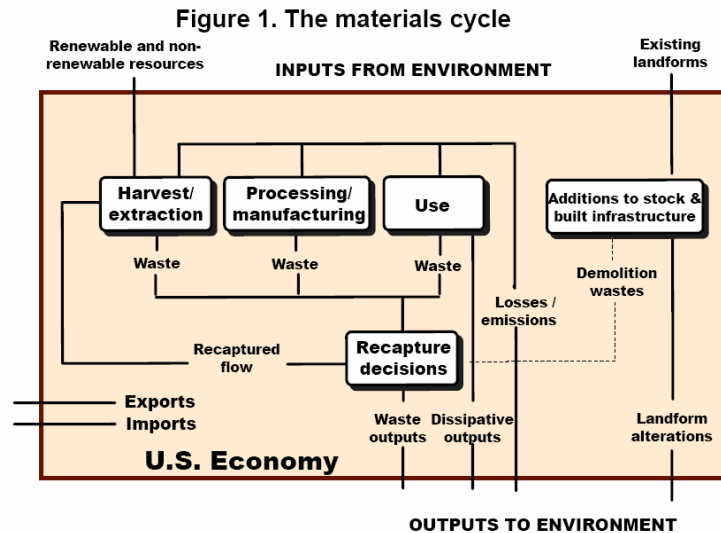 Figure 1. The materials cycle
Renewable and non-
renewable resources
INPUTS FROM ENVIRONMENT
Existing
landforms
Harvest/
extraction
Processing/
manufacturing
Use
Additions to stock &
built infrastructure
Waste
Waste
Waste
Demolition
wastes
Losses /
emissions
Recaptured
flow
Recapture
decisions
Exports
Imports
Waste
outputs
Dissipative
outputs
Landform
alterations
U.S. Economy
OUTPUTS TO ENVIRONMENT